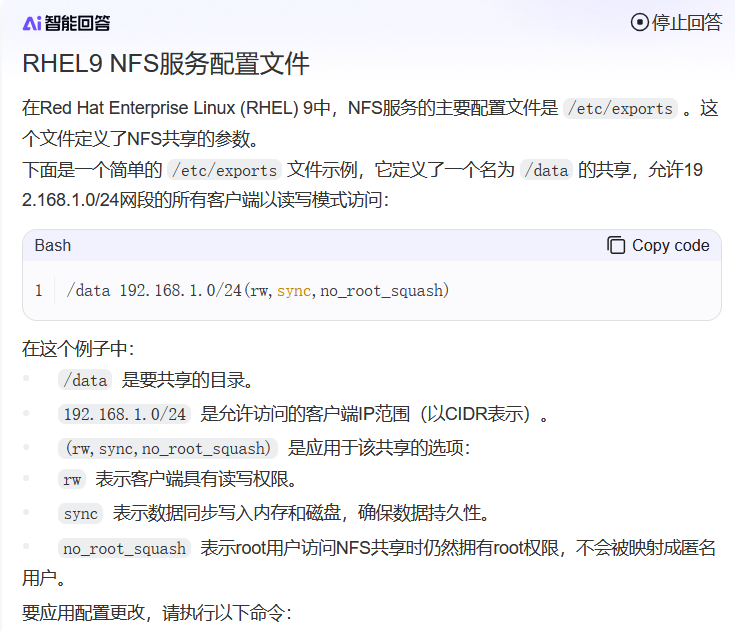 Ai智能回答
停止回答
RHEL9 NFS服务配置文件
在Red Hat Enterprise Linux (RHEL) 9中，NFS服务的主要配置文件是 /etc/exports 。这
个文件定义了NFS共享的参数。
下面是一个简单的 /etc/exports 文件示例，它定义了一个名为 /data 的共享，允许19
2.168.1.0/24网段的所有客户端以读写模式访问：
Bash
Copy code
1 /data 192.168.1.0/24(rw,sync,no_root_squash)
在这个例子中：
/data 是要共享的目录。
192.168.1.0/24 是允许访问的客户端IP范围（以CIDR表示）。
(rw,sync,no_root_squash) 是应用于该共享的选项：
rw 表示客户端具有读写权限。
sync 表示数据同步写入内存和磁盘，确保数据持久性。
no_root_squash 表示root用户访问NFS共享时仍然拥有root权限，不会被映射成匿名
用户。
要应用配置更改，请执行以下命令：